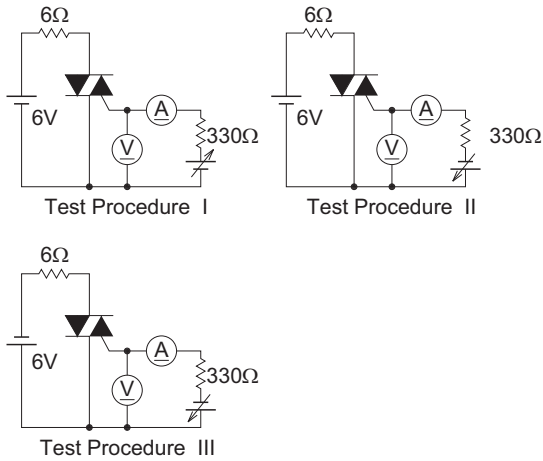 6Ω
6V
A
V
330Ω
Test Procedure I
6Ω
6V
A
V
330Ω
Test Procedure II
6Ω
6V
A
V
330Ω
Test Procedure III